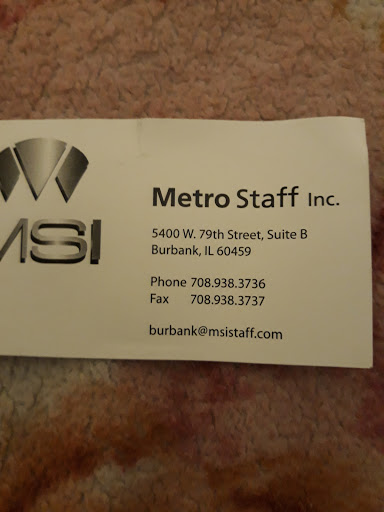 MSI
Metro Staff Inc.
5400 W. 79th Street, Suite B
Burbank, IL 60459
Phone 708.938.3736
Fax 708.938.3737
burbank@msistaff.com